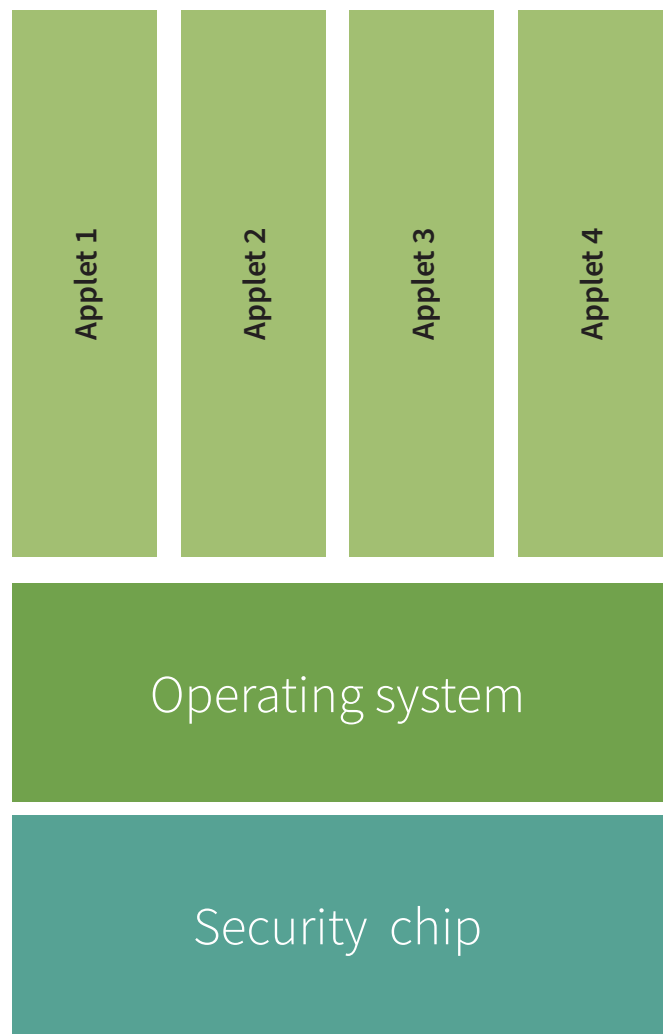 Applet 1
Applet 2
Applet 3
Applet 4
Operating system
Security chip